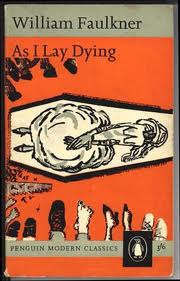 William Faulkner
As I Lay Dying
PENGUIN MODERN CLASSICS
3/6